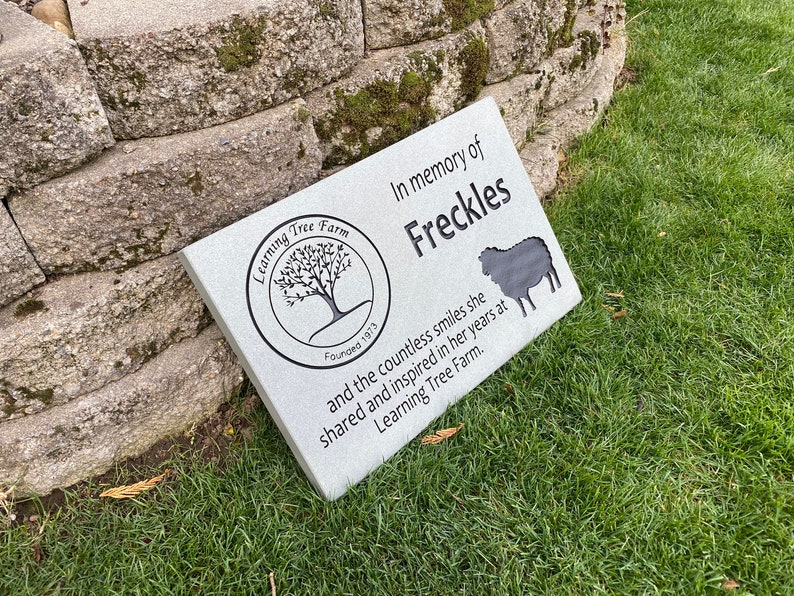 Learning Tree Farm
Founded 1973
In memory of
Freckles
and the countless smiles she
shared and inspired in her years at
Learning Tree Farm.